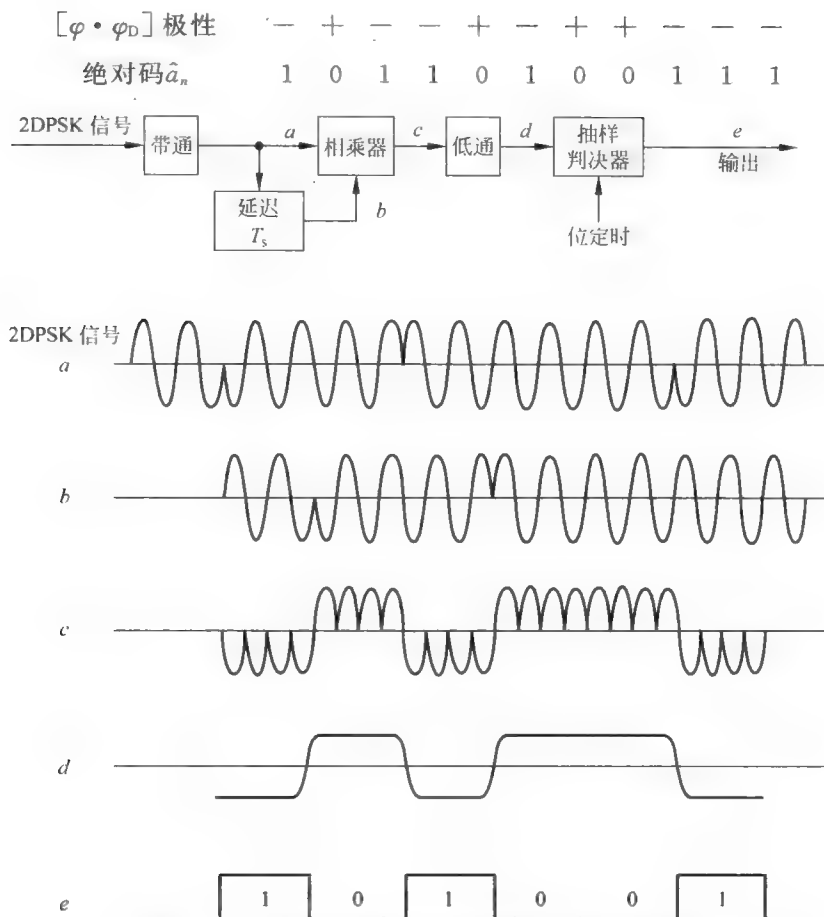 [φ·φD]极性 − + − − + − + + − − −
绝对码â_n 1 0 1 1 0 1 0 0 1 1 1
2DPSK 信号
带通
a
相乘器
c
低通
d
抽样
判决器
e
输出
延迟
Ts
b
位定时
2DPSK 信号
a
b
c
d
e 1 0 1 0 0 1